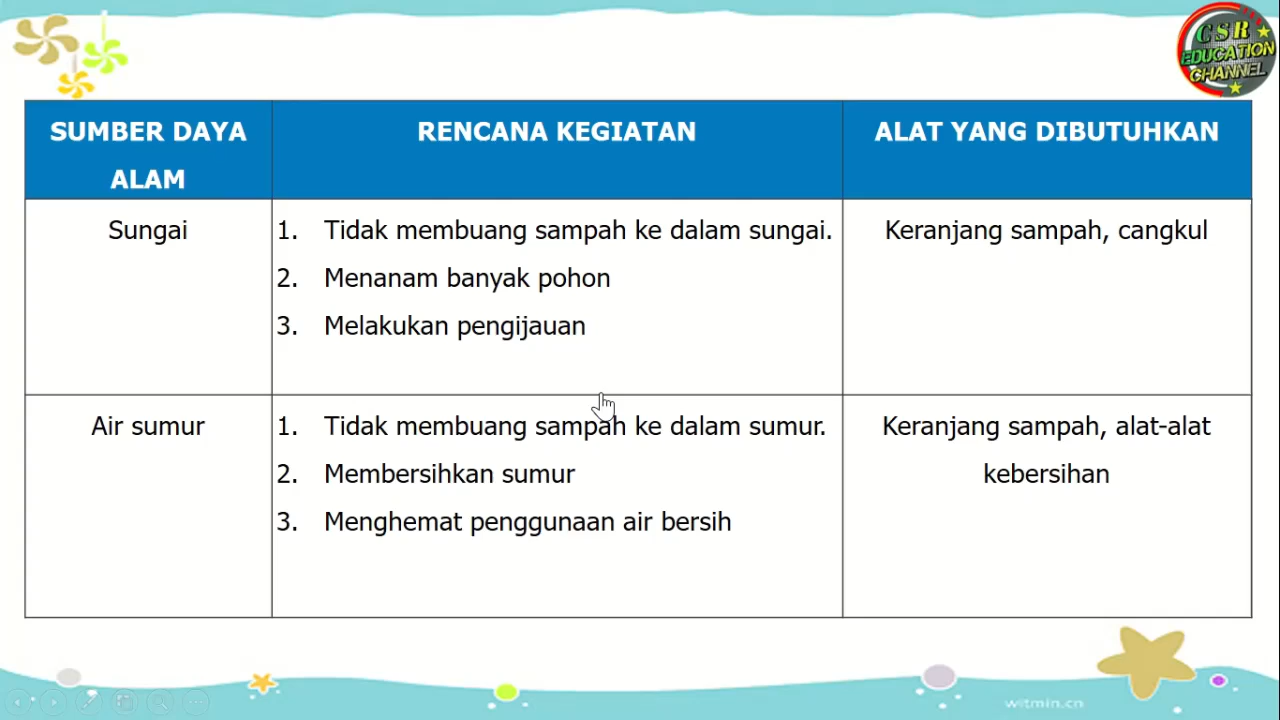 CSR
EDUCATION
CHANNEL
SUMBER DAYA
ALAM
RENCANA KEGIATAN
ALAT YANG DIBUTUHKAN
Sungai
1. Tidak membuang sampah ke dalam sungai.
2. Menanam banyak pohon
3. Melakukan pengijauan
Keranjang sampah, cangkul
Air sumur
1. Tidak membuang sampah ke dalam sumur.
2. Membersihkan sumur
3. Menghemat penggunaan air bersih
Keranjang sampah, alat-alat
kebersihan
witmin.cn